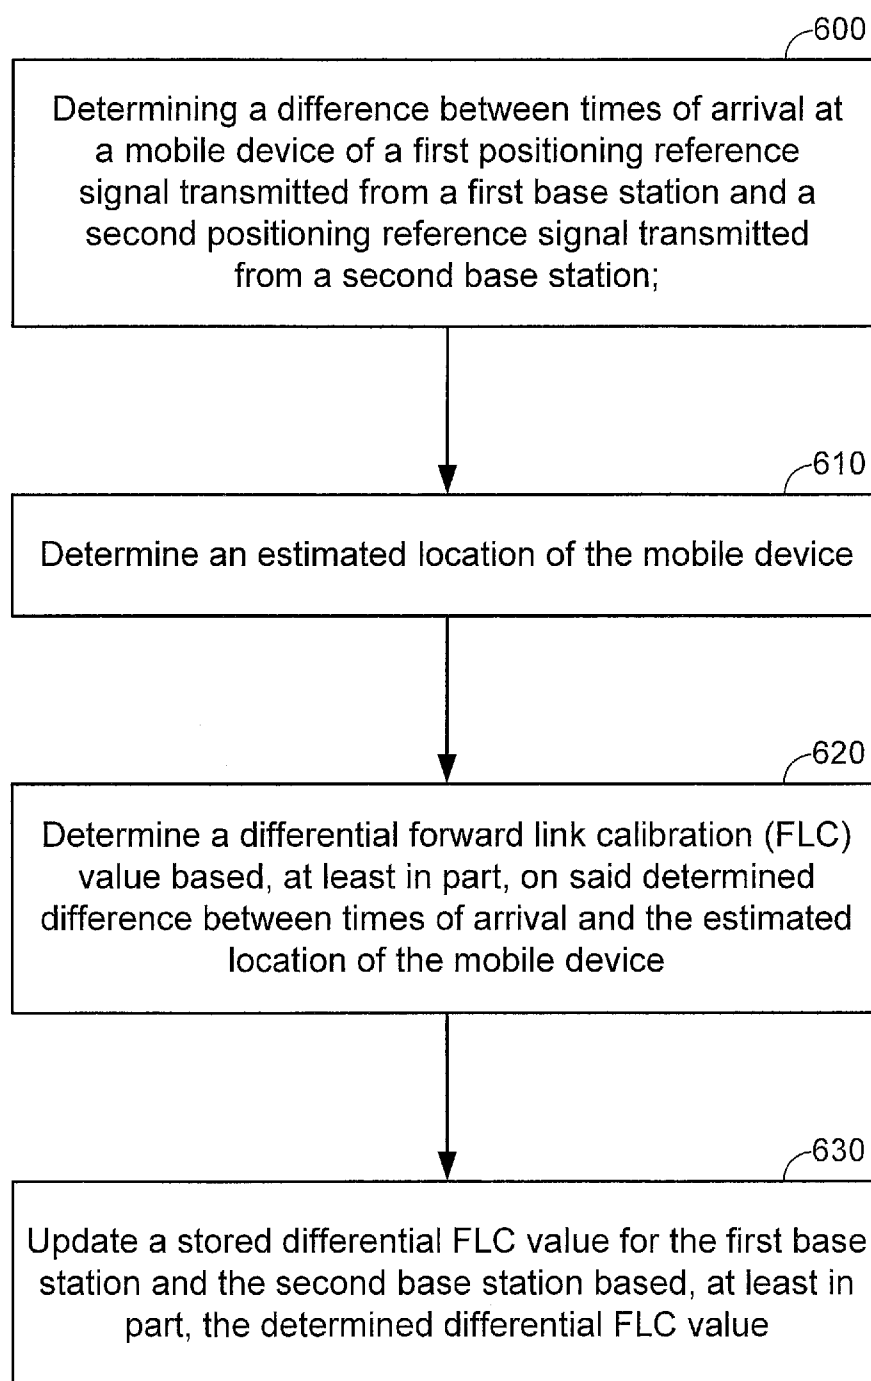 600
Determining a difference between times of arrival at
a mobile device of a first positioning reference
signal transmitted from a first base station and a
second positioning reference signal transmitted
from a second base station;
610
Determine an estimated location of the mobile device
620
Determine a differential forward link calibration (FLC)
value based, at least in part, on said determined
difference between times of arrival and the estimated
location of the mobile device
630
Update a stored differential FLC value for the first base
station and the second base station based, at least in
part, the determined differential FLC value